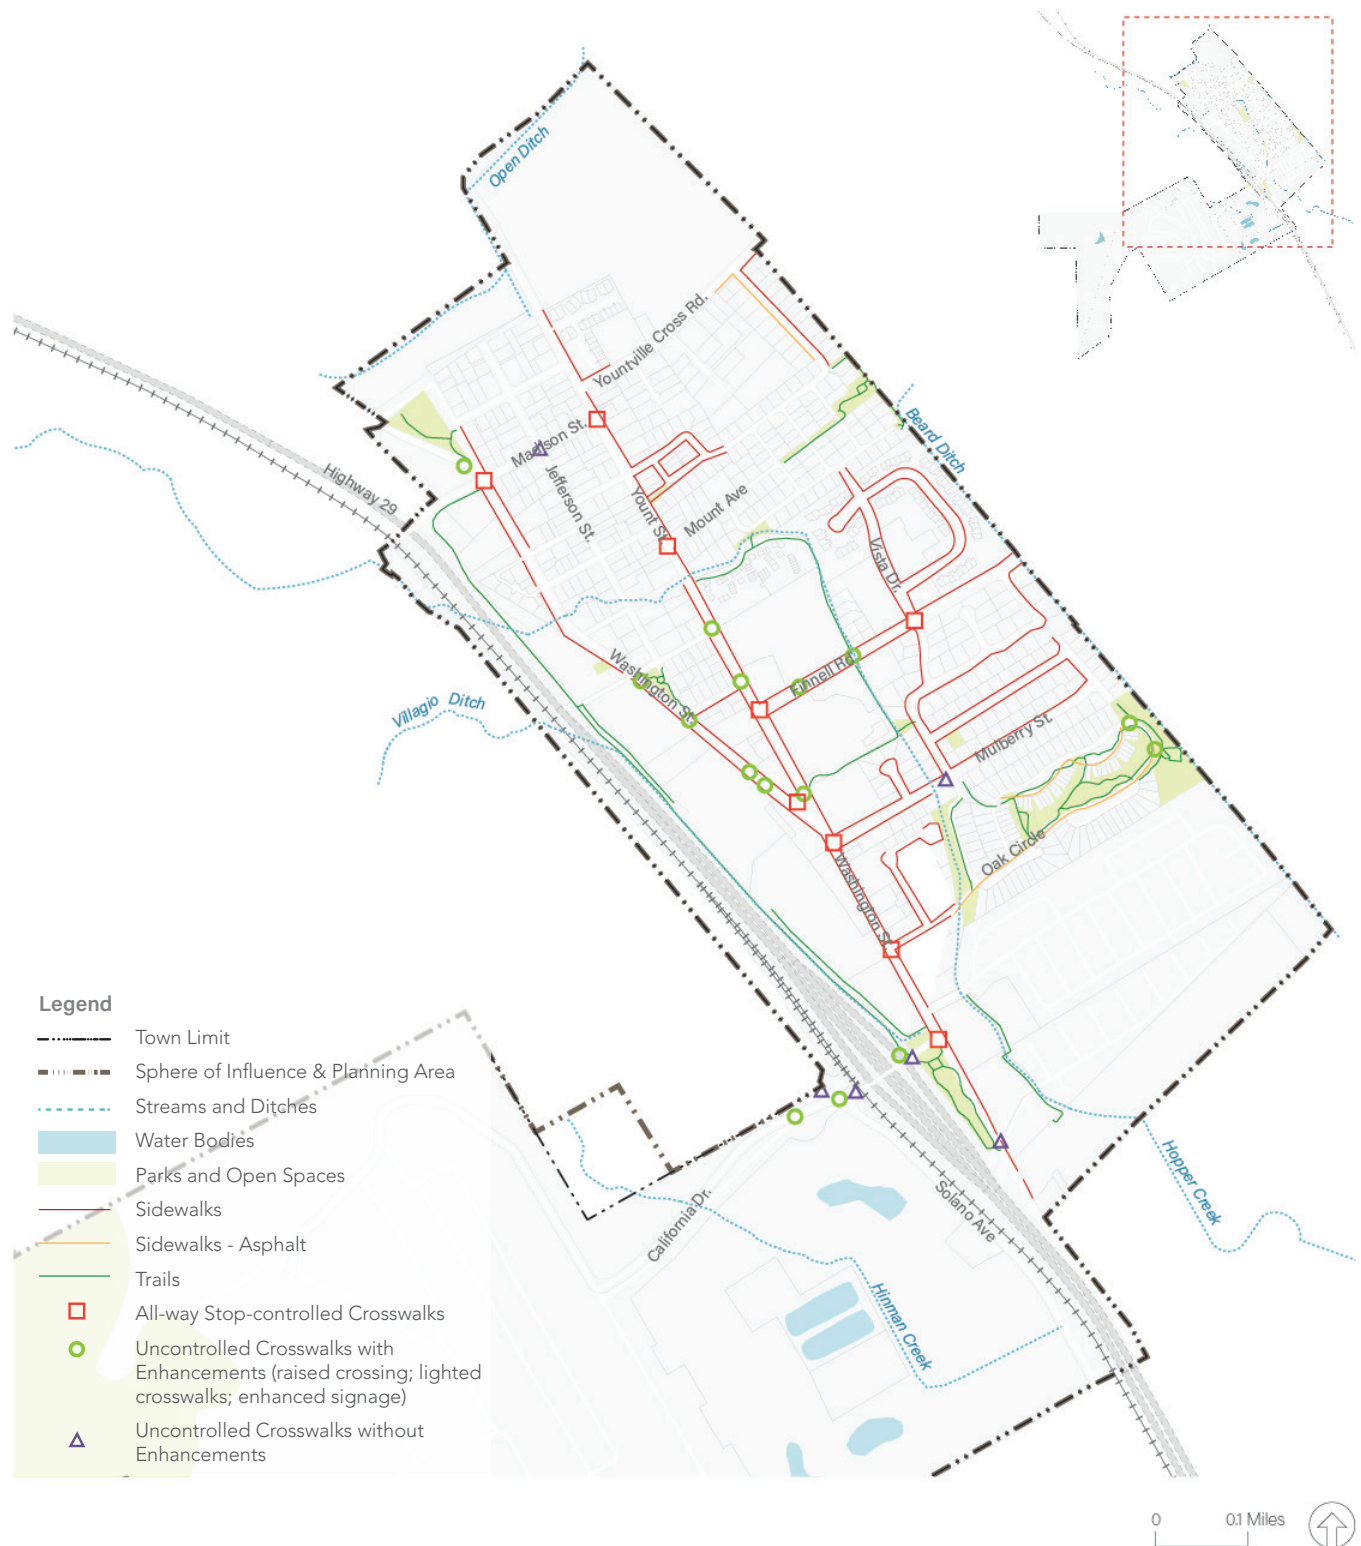 Open Ditch
Yountville Cross Rd.
Beard Ditch
Madison St.
Highway 29
Jefferson St.
Yount St.
Mount Ave
Vista Dr.
Washington St.
Finnell Rd
Villagio Ditch
Mulberry St.
Oak Circle
Washington St.
Legend
Town Limit
Sphere of Influence & Planning Area
Streams and Ditches
Water Bodies
Parks and Open Spaces
Sidewalks
Sidewalks - Asphalt
Trails
All-way Stop-controlled Crosswalks
Uncontrolled Crosswalks with
Enhancements (raised crossing; lighted
crosswalks; enhanced signage)
Uncontrolled Crosswalks without
Enhancements
California Dr.
Solano Ave
Hopper Creek
Hinman Creek
0 0.1 Miles